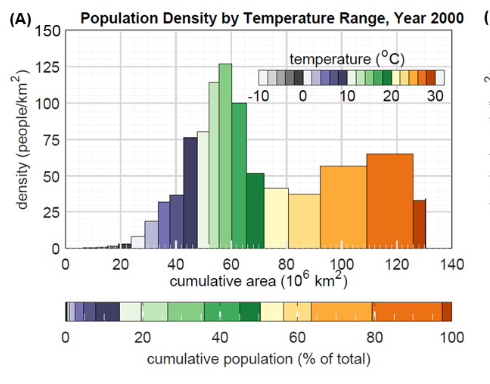 (A) Population Density by Temperature Range, Year 2000 (
150
125
100
75
50
25
0
density (people/km²)
temperature (°C)
-10 0 10 20 30
0 20 40 60 80 100 120 140
cumulative area (10⁶ km²)
0 20 40 60 80 100
cumulative population (% of total)